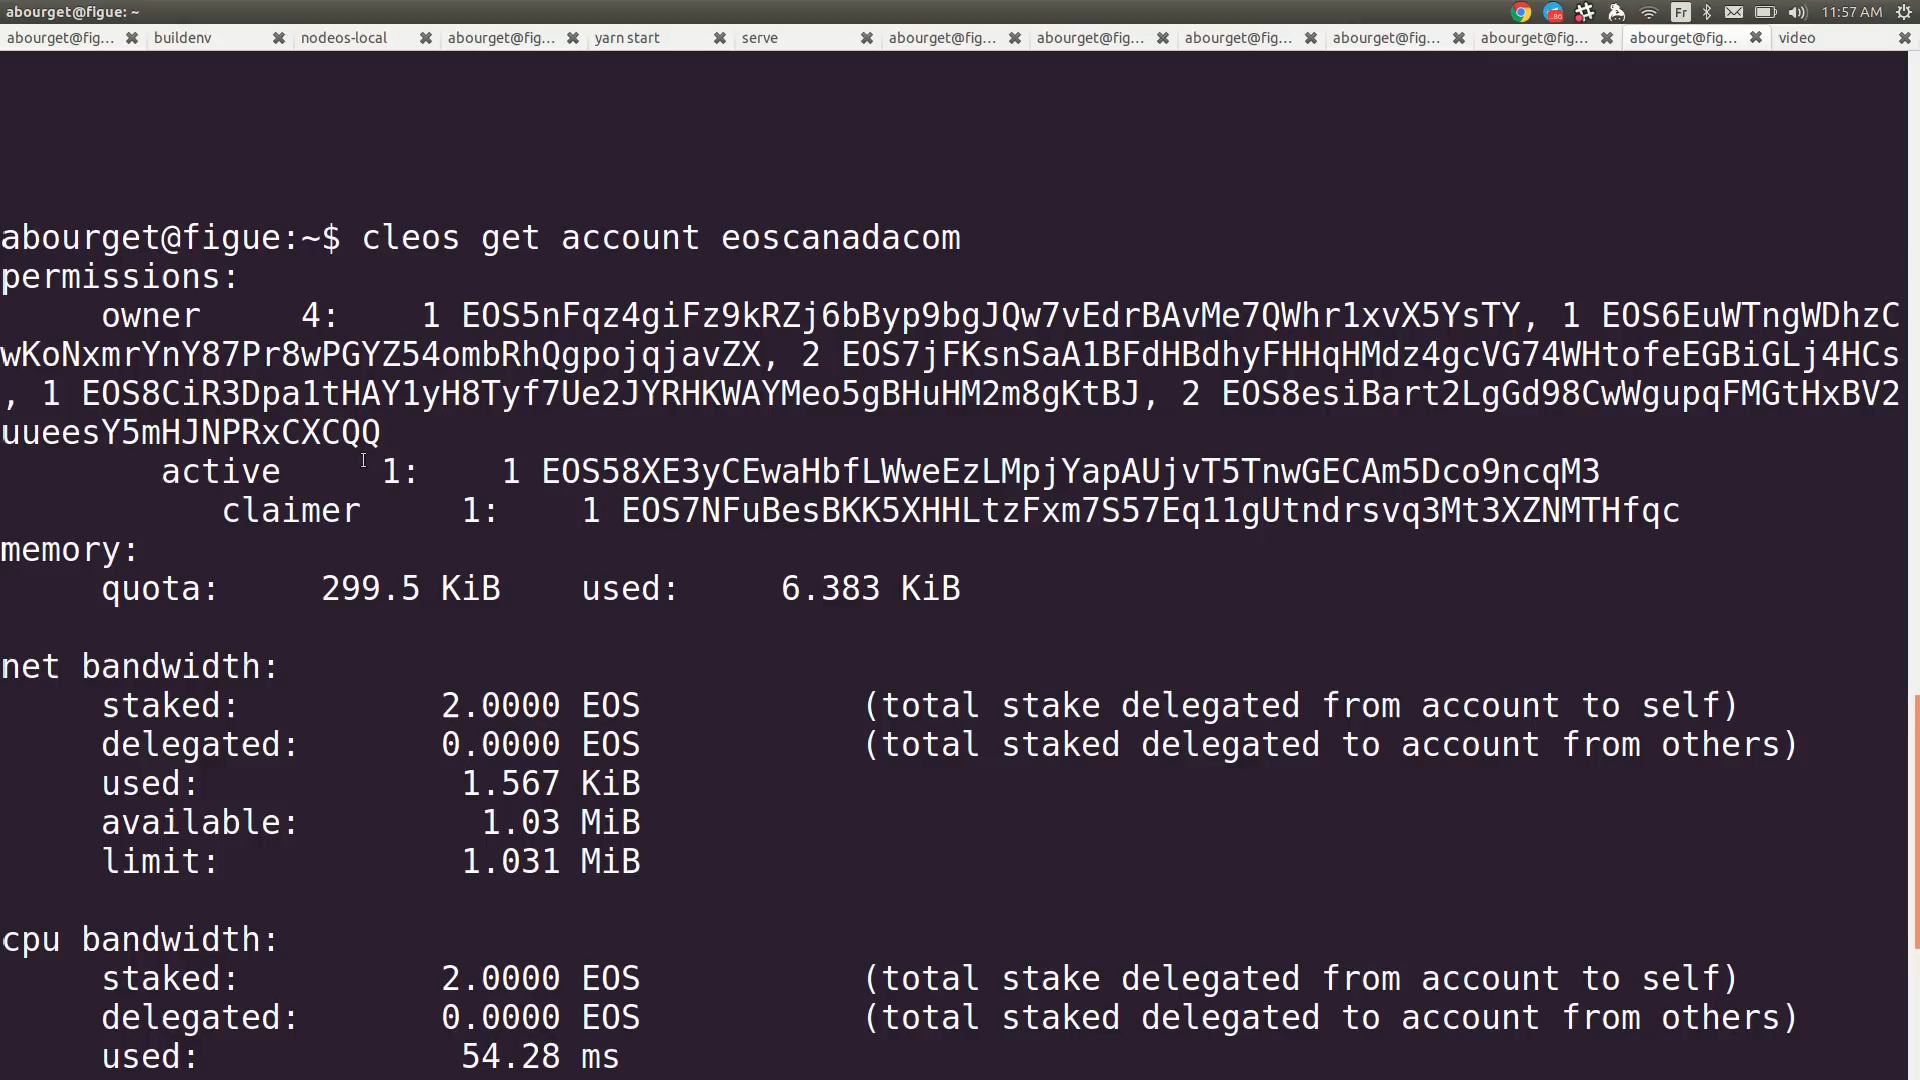 abourget@figue: ~
Fr
11:57 AM
abourget@fig... buildenv nodeos-local abourget@fig... yarn start serve abourget@fig... abourget@fig... abourget@fig... abourget@fig... abourget@fig... abourget@fig... video
abourget@figue:~$ cleos get account eoscanadacom
permissions:
owner 4: 1 EOS5nFqz4giFz9kRZj6bByp9bgJQw7vEdrBAvMe7QWhr1xvX5YsTY, 1 EOS6EuWTngWDhzC
wKoNxmrYnY87Pr8wPGYZ54ombRhQgpojqjavZX, 2 EOS7jFKsnSaA1BFdHBdhyFHHqHMdz4gcVG74WHtofeEGBiGLj4HCs
, 1 EOS8CiR3Dpa1tHAY1yH8Tyf7Ue2JYRHKWAYMeo5gBHuHM2m8gKtBJ, 2 EOS8esiBart2LgGd98CwWgupqFMGtHxBV2
uueesY5mHJNPRxCXCQQ
active 1: 1 EOS58XE3yCEwaHbfLWweEzLMpjYapAUjvT5TnwGECAm5Dco9ncqM3
claimer 1: 1 EOS7NFuBesBKK5XHHLtzFxm7S57Eq11gUtndrsvq3Mt3XZNMTHfqc
memory:
quota: 299.5 KiB used: 6.383 KiB
net bandwidth:
staked: 2.0000 EOS (total stake delegated from account to self)
delegated: 0.0000 EOS (total staked delegated to account from others)
used: 1.567 KiB
available: 1.03 MiB
limit: 1.031 MiB
cpu bandwidth:
staked: 2.0000 EOS (total stake delegated from account to self)
delegated: 0.0000 EOS (total staked delegated to account from others)
used: 54.28 ms